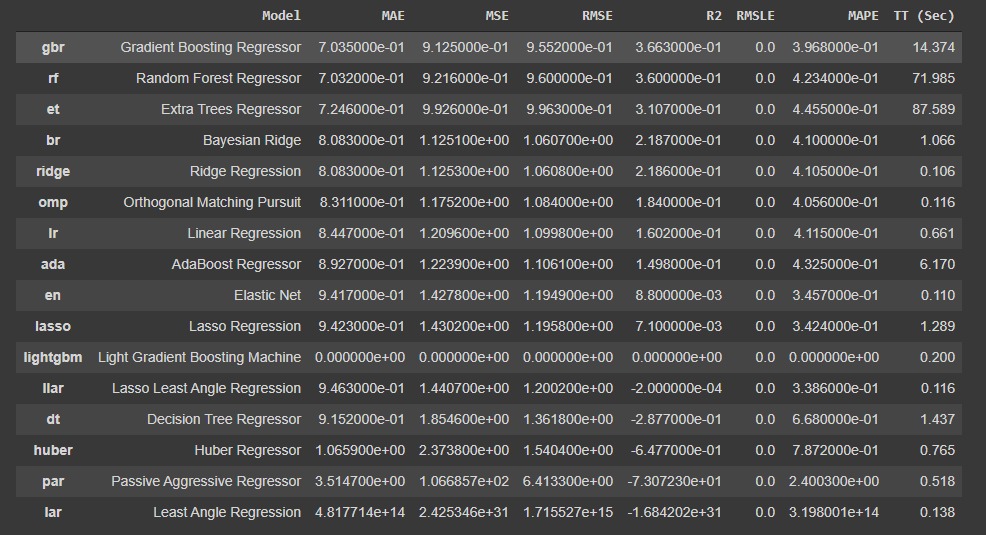 Model MAE MSE RMSE R2 RMSLE MAPE TT (Sec)
gbr Gradient Boosting Regressor 7.035000e-01 9.125000e-01 9.552000e-01 3.663000e-01 0.0 3.968000e-01 14.374
rf Random Forest Regressor 7.032000e-01 9.216000e-01 9.600000e-01 3.600000e-01 0.0 4.234000e-01 71.985
et Extra Trees Regressor 7.246000e-01 9.926000e-01 9.963000e-01 3.107000e-01 0.0 4.455000e-01 87.589
br Bayesian Ridge 8.083000e-01 1.125100e+00 1.060700e+00 2.187000e-01 0.0 4.100000e-01 1.066
ridge Ridge Regression 8.083000e-01 1.125300e+00 1.060800e+00 2.186000e-01 0.0 4.105000e-01 0.106
omp Orthogonal Matching Pursuit 8.311000e-01 1.175200e+00 1.084000e+00 1.840000e-01 0.0 4.056000e-01 0.116
lr Linear Regression 8.447000e-01 1.209600e+00 1.099800e+00 1.602000e-01 0.0 4.115000e-01 0.661
ada AdaBoost Regressor 8.927000e-01 1.223900e+00 1.106100e+00 1.498000e-01 0.0 4.325000e-01 6.170
en Elastic Net 9.417000e-01 1.427800e+00 1.194900e+00 8.800000e-03 0.0 3.457000e-01 0.110
lasso Lasso Regression 9.423000e-01 1.430200e+00 1.195800e+00 7.100000e-03 0.0 3.424000e-01 1.289
lightgbm Light Gradient Boosting Machine 0.000000e+00 0.000000e+00 0.000000e+00 0.000000e+00 0.0 0.000000e+00 0.200
llar Lasso Least Angle Regression 9.463000e-01 1.440700e+00 1.200200e+00 -2.000000e-04 0.0 3.386000e-01 0.116
dt Decision Tree Regressor 9.152000e-01 1.854600e+00 1.361800e+00 -2.877000e-01 0.0 6.680000e-01 1.437
huber Huber Regressor 1.065900e+00 2.373800e+00 1.540400e+00 -6.477000e-01 0.0 7.872000e-01 0.765
par Passive Aggressive Regressor 3.514700e+00 1.066857e+02 6.413300e+00 -7.307230e+01 0.0 2.400300e+00 0.518
lar Least Angle Regression 4.817714e+14 2.425346e+31 1.715527e+15 -1.684202e+31 0.0 3.198001e+14 0.138